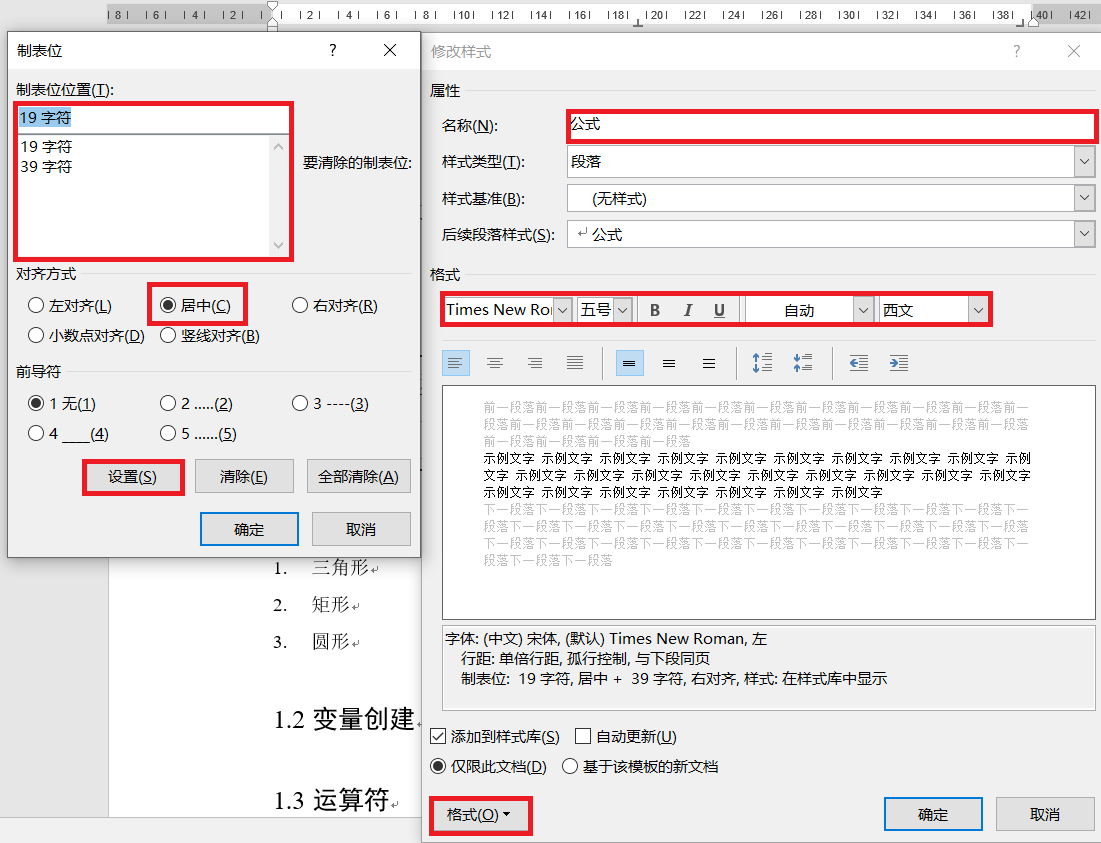 8 6 4 2 2 4 6 8 10 12 14 16 18 20 22 24 26 28 30 32 34 36 38 40 42
制表位 ?
制表位位置(T):
19 字符
19 字符
39 字符
要清除的制表位:
对齐方式
左对齐(L) 居中(C) 右对齐(R)
小数点对齐(D) 竖线对齐(B)
前导符
1 无(1) 2 .....(2) 3 ----(3)
4 ____(4) 5 ......(5)
设置(S) 清除(E) 全部清除(A)
确定 取消
1. 三角形
2. 矩形
3. 圆形
1.2 变量创建
1.3 运算符
修改样式 ?
属性
名称(N): 公式
样式类型(T): 段落
样式基准(B): (无样式)
后续段落样式(S): 公式
格式
Times New Ro 五号 B I U 自动 西文
前一段落前一段落前一段落前一段落前一段落前一段落前一段落前一段落前一段落前一段落前一
段落前一段落前一段落前一段落前一段落前一段落前一段落前一段落前一段落前一段落前一段落
前一段落前一段落前一段落前一段落
示例文字 示例文字 示例文字 示例文字 示例文字 示例文字 示例文字 示例文字 示例文字 示例
文字 示例文字 示例文字 示例文字 示例文字 示例文字 示例文字 示例文字 示例文字 示例文字
示例文字 示例文字 示例文字 示例文字 示例文字 示例文字 示例文字
下一段落下一段落下一段落下一段落下一段落下一段落下一段落下一段落下一段落下一段落下一
段落下一段落下一段落下一段落下一段落下一段落下一段落下一段落下一段落下一段落下一段落
下一段落下一段落下一段落下一段落下一段落下一段落下一段落下一段落下一段落下一段落下一
段落下一段落下一段落
字体: (中文) 宋体, (默认) Times New Roman, 左
行距: 单倍行距, 孤行控制, 与下段同页
制表位: 19 字符, 居中 + 39 字符, 右对齐, 样式: 在样式库中显示
添加到样式库(S) 自动更新(U)
仅限此文档(D) 基于该模板的新文档
格式(O)
确定 取消